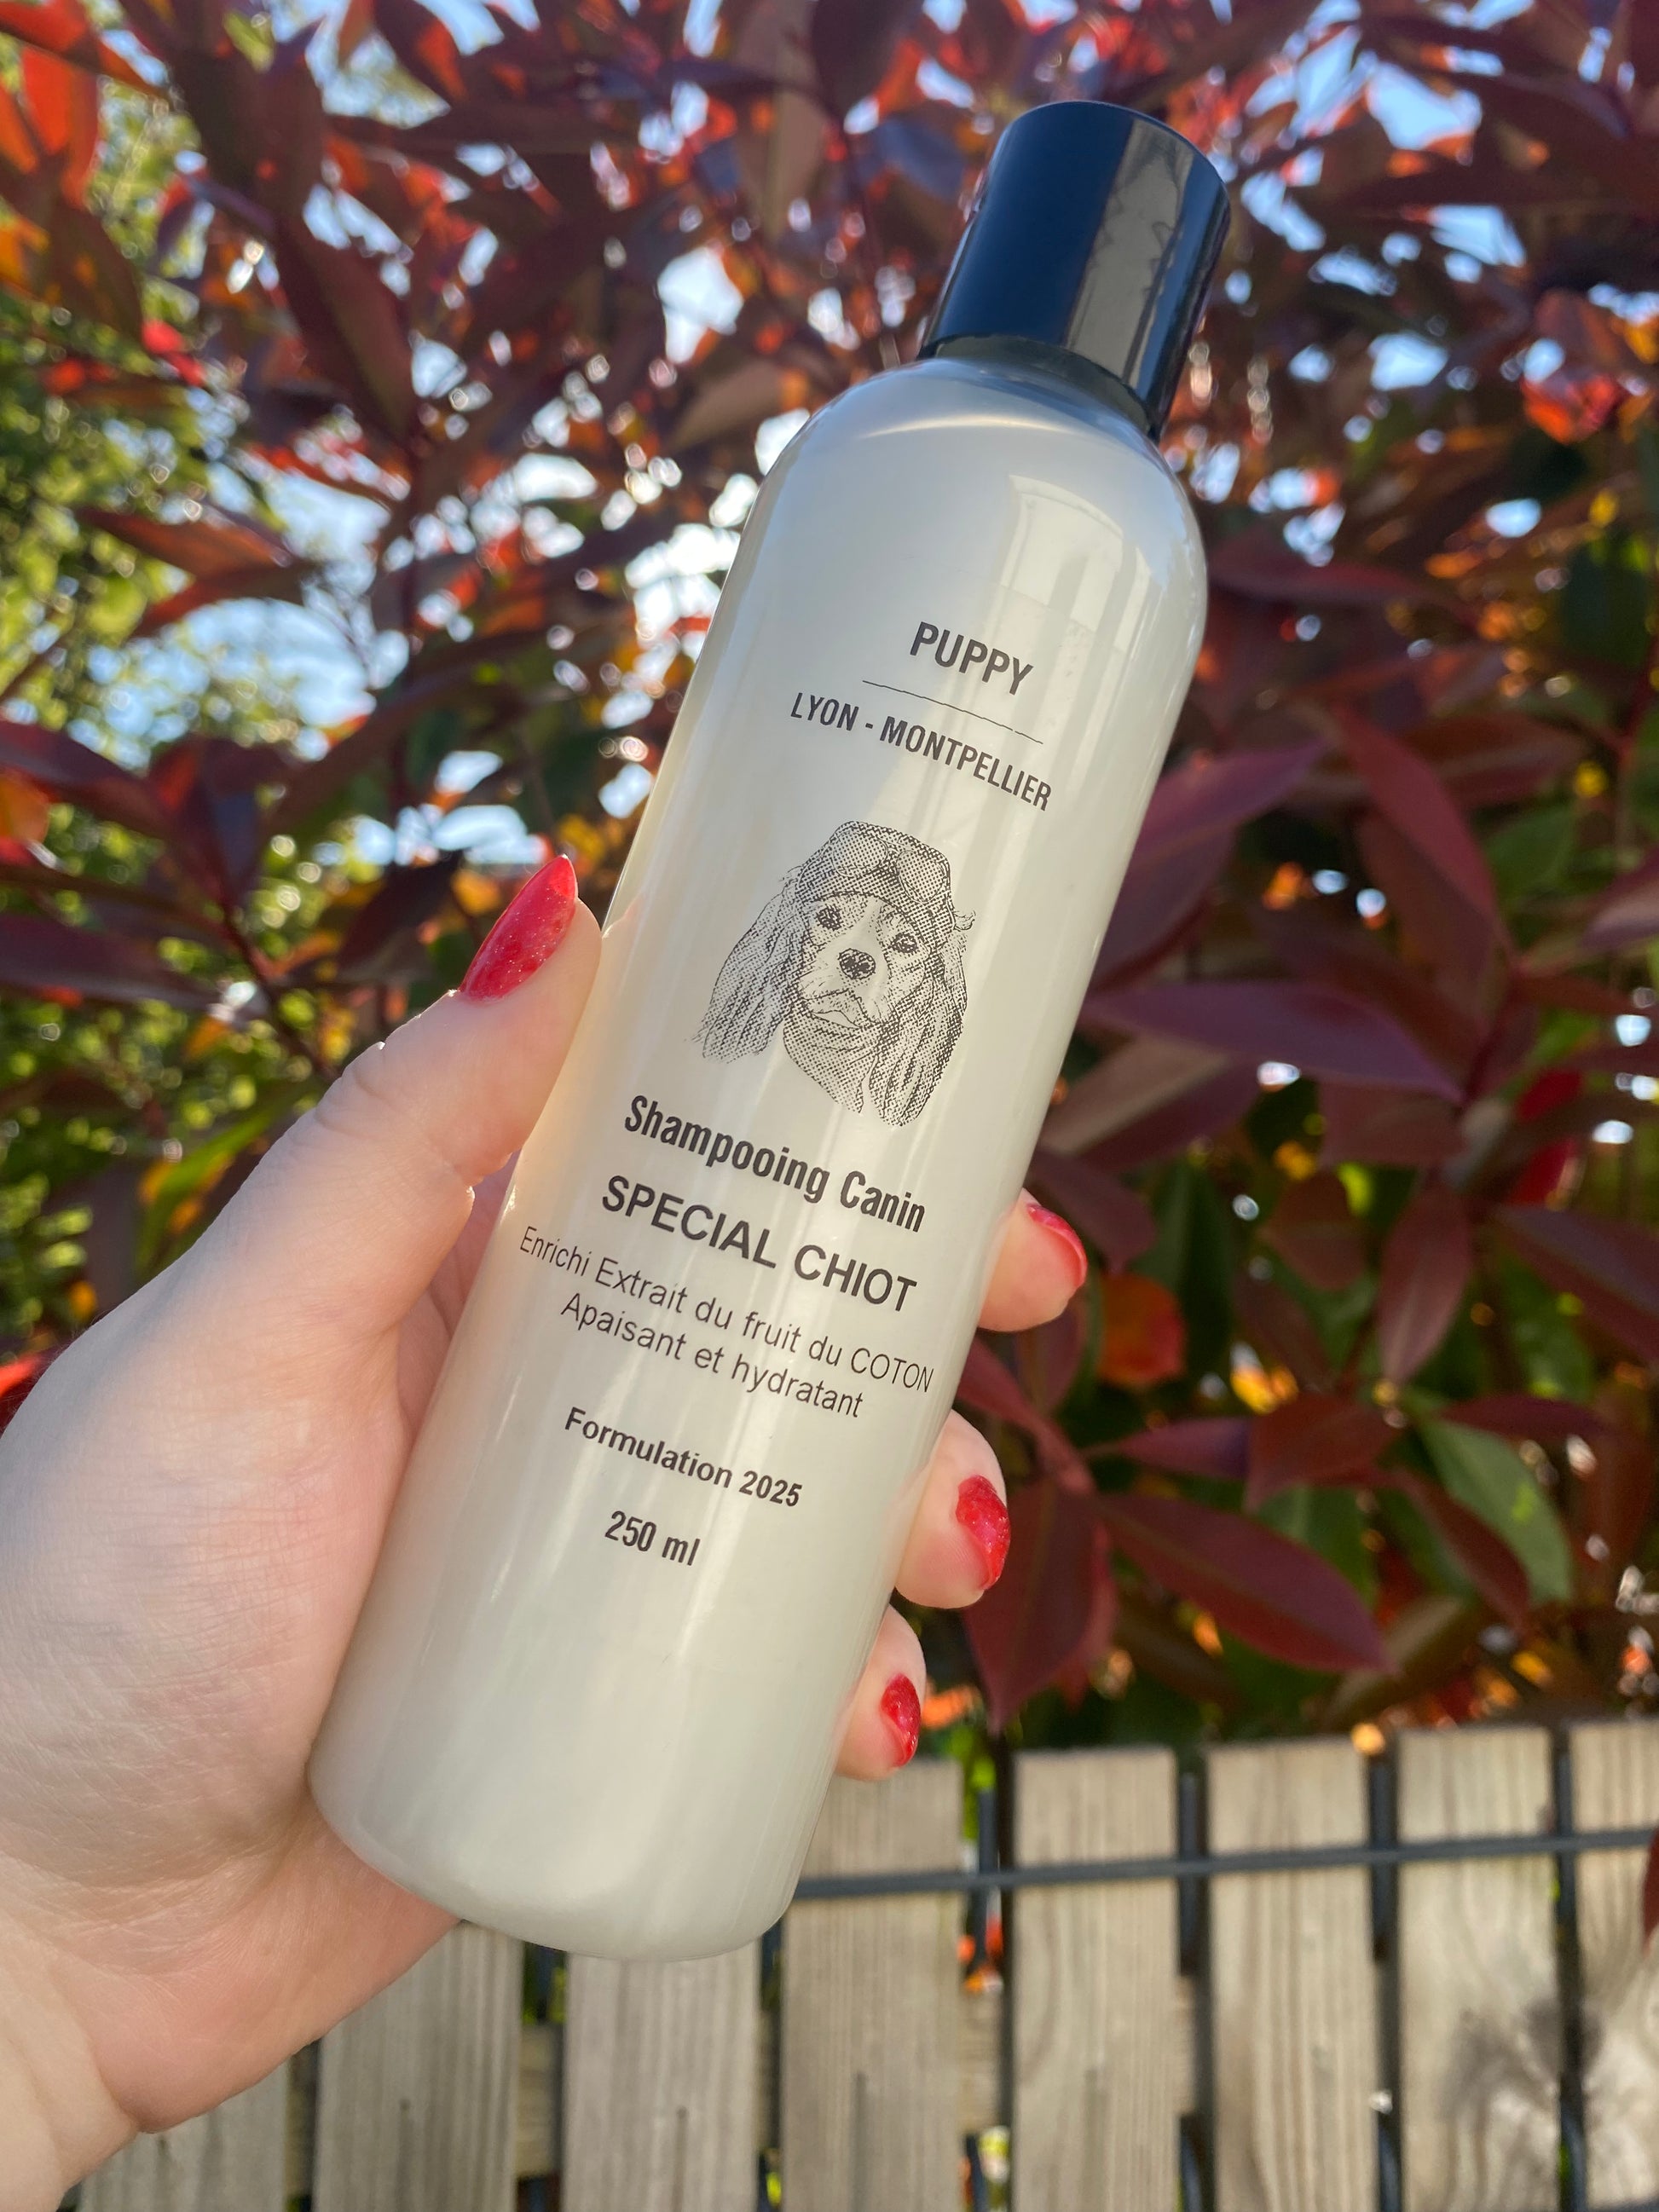 PUPPY
LYON - MONTPELLIER
Shampooing Canin
SPECIAL CHIOT
Enrichi Extrait du fruit du COTON
Apaisant et hydratant
Formulation 2025
250 ml